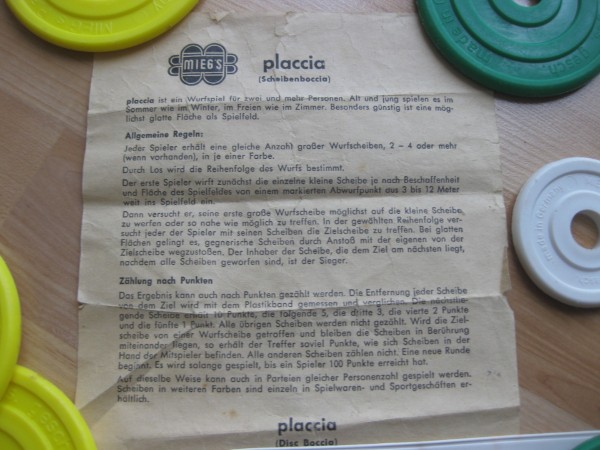 MIEG'S
placcia
(Scheibenboccia)
placcia ist ein Wurfspiel für zwei und mehr Personen. Alt und jung spielen es im
Sommer wie im Winter, im Freien wie im Zimmer. Besonders günstig ist eine mög-
lichst glatte Fläche als Spielfeld.
Allgemeine Regeln:
Jeder Spieler erhält eine gleiche Anzahl großer Wurfscheiben, 2 – 4 oder mehr
(wenn vorhanden), in je einer Farbe.
Durch Los wird die Reihenfolge des Wurfs bestimmt.
Der erste Spieler wirft zunächst die einzelne kleine Scheibe je nach Beschaffenheit
und Fläche des Spielfeldes von einem markierten Abwurfpunkt aus 3 bis 12 Meter
weit ins Spielfeld ein.
Dann versucht er, seine erste große Wurfscheibe möglichst auf die kleine Scheibe
zu werfen oder so nahe wie möglich zu treffen. In der gewählten Reihenfolge ver-
sucht jeder der Spieler mit seinen Scheiben die Zielscheibe zu treffen. Bei glatten
Flächen gelingt es, gegnerische Scheiben durch Anstoß mit der eigenen von der
Zielscheibe wegzustoßen. Der Inhaber der Scheibe, die dem Ziel am nächsten liegt,
nachdem alle Scheiben geworfen sind, ist der Sieger.
Zählung nach Punkten
Das Ergebnis kann auch nach Punkten gezählt werden. Die Entfernung jeder Scheibe
von dem Ziel wird mit dem Plastikband gemessen und verglichen. Die nächstlie-
gende Scheibe erhält 10 Punkte, die folgende 5, die dritte 3, die vierte 2 Punkte
und die fünfte 1 Punkt. Alle übrigen Scheiben werden nicht gezählt. Wird die Ziel-
scheibe von einer Wurfscheibe getroffen und bleiben die Scheiben in Berührung
miteinander liegen, so erhält der Treffer soviel Punkte, wie sich Scheiben in der
Hand der Mitspieler befinden. Alle anderen Scheiben zählen nicht. Eine neue Runde
beginnt. Es wird solange gespielt, bis ein Spieler 100 Punkte erreicht hat.
Auf dieselbe Weise kann auch in Parteien gleicher Personenzahl gespielt werden.
Scheiben in weiteren Farben sind einzeln in Spielwaren- und Sportgeschäften er-
hältlich.
placcia
(Disc Boccia)